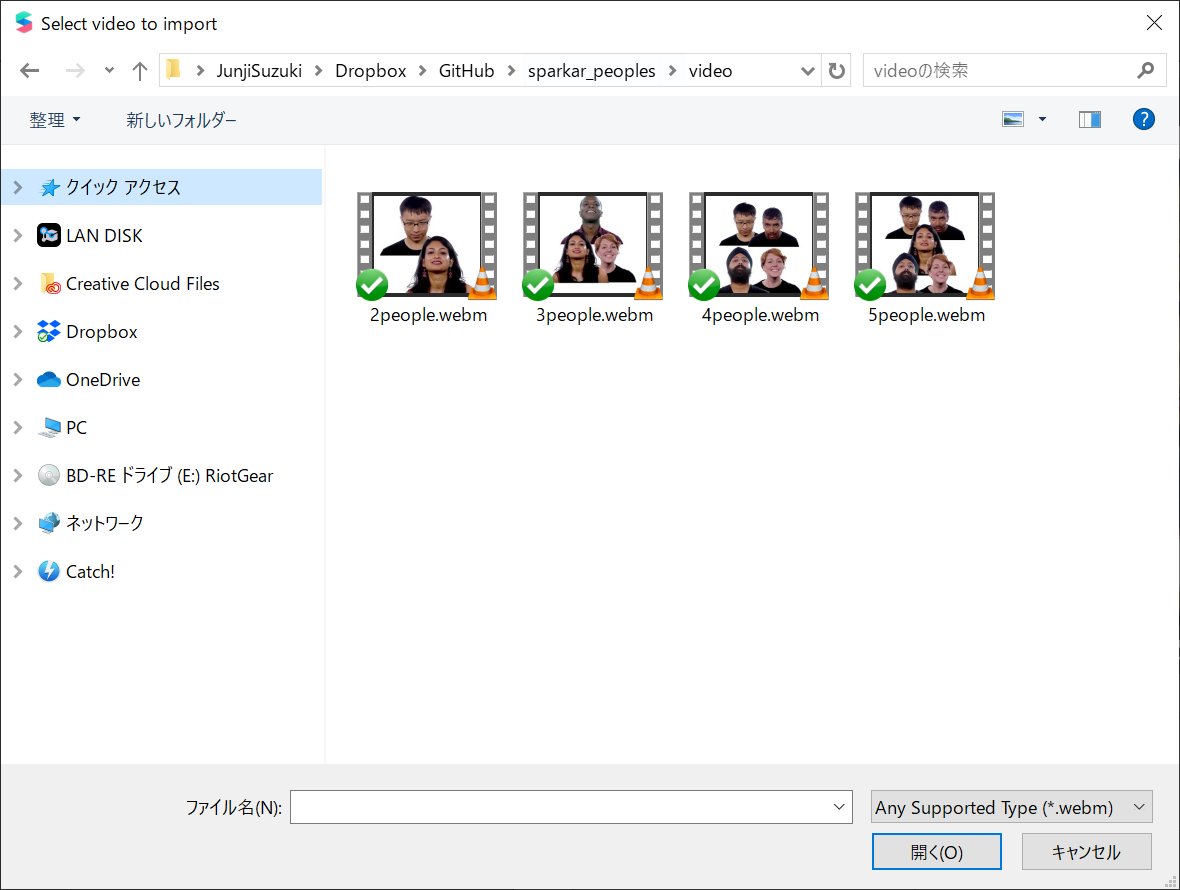 Select video to import
JunjiSuzuki Dropbox GitHub sparkar_peoples video
videoの検索
整理 新しいフォルダー
クイック アクセス
LAN DISK
Creative Cloud Files
Dropbox
OneDrive
PC
BD-RE ドライブ (E:) RiotGear
ネットワーク
Catch!
2people.webm
3people.webm
4people.webm
5people.webm
ファイル名(N):
Any Supported Type (*.webm)
開く(O)
キャンセル